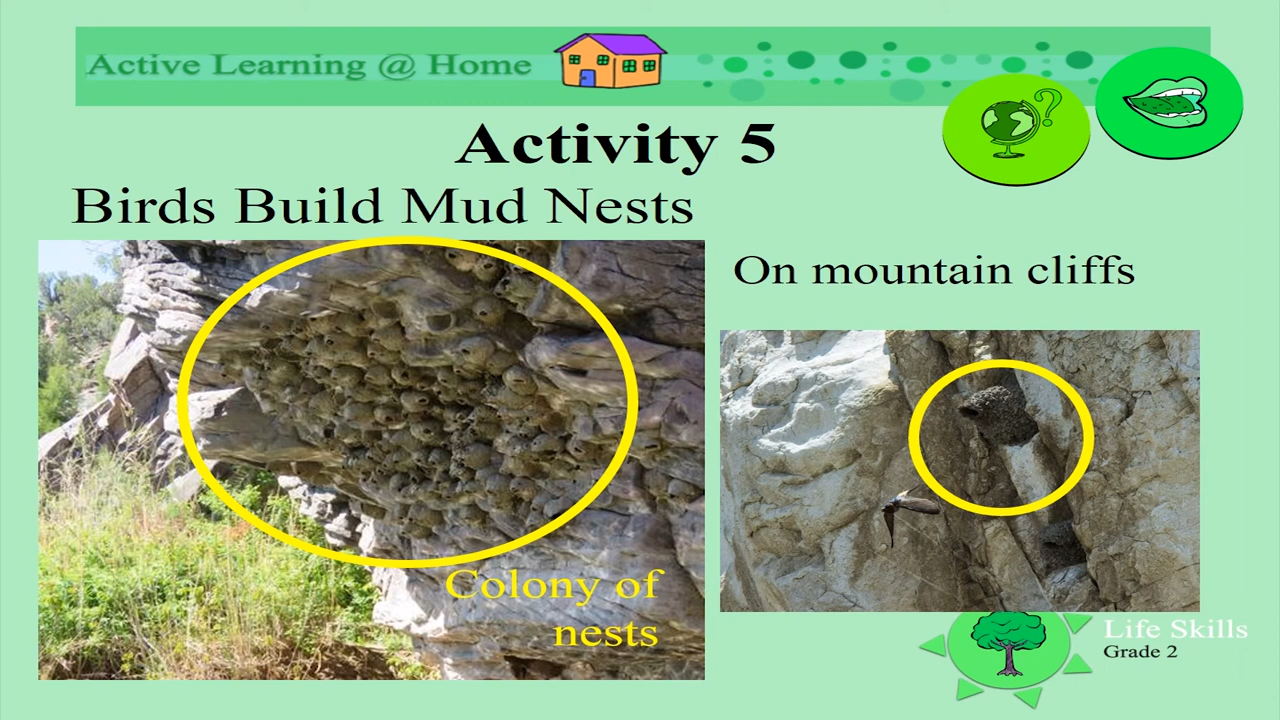 Active Learning @ Home
Activity 5
Birds Build Mud Nests
On mountain cliffs
Colony of
nests
Life Skills
Grade 2